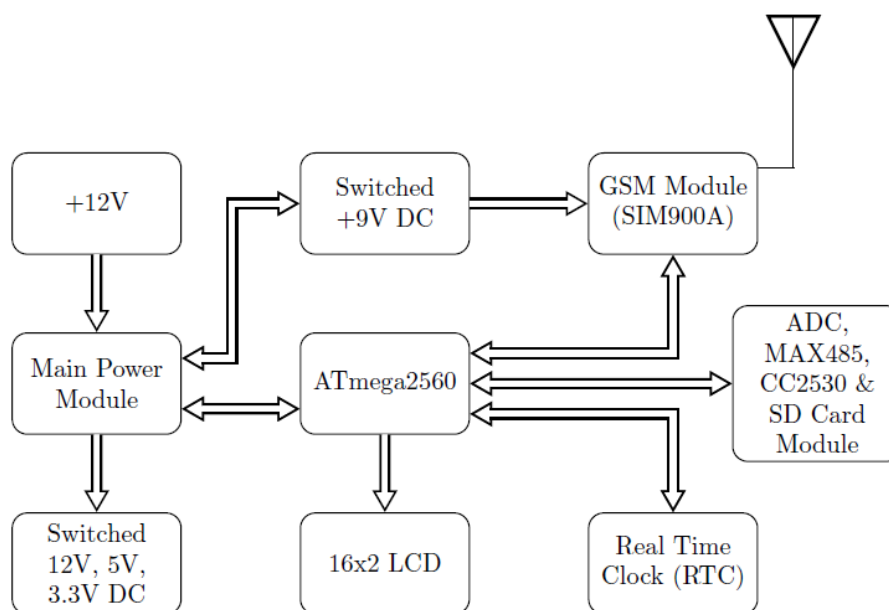 +12V
Switched
+9V DC
GSM Module
(SIM900A)
Main Power
Module
ATmega2560
ADC,
MAX485,
CC2530 &
SD Card
Module
Switched
12V, 5V,
3.3V DC
16x2 LCD
Real Time
Clock (RTC)